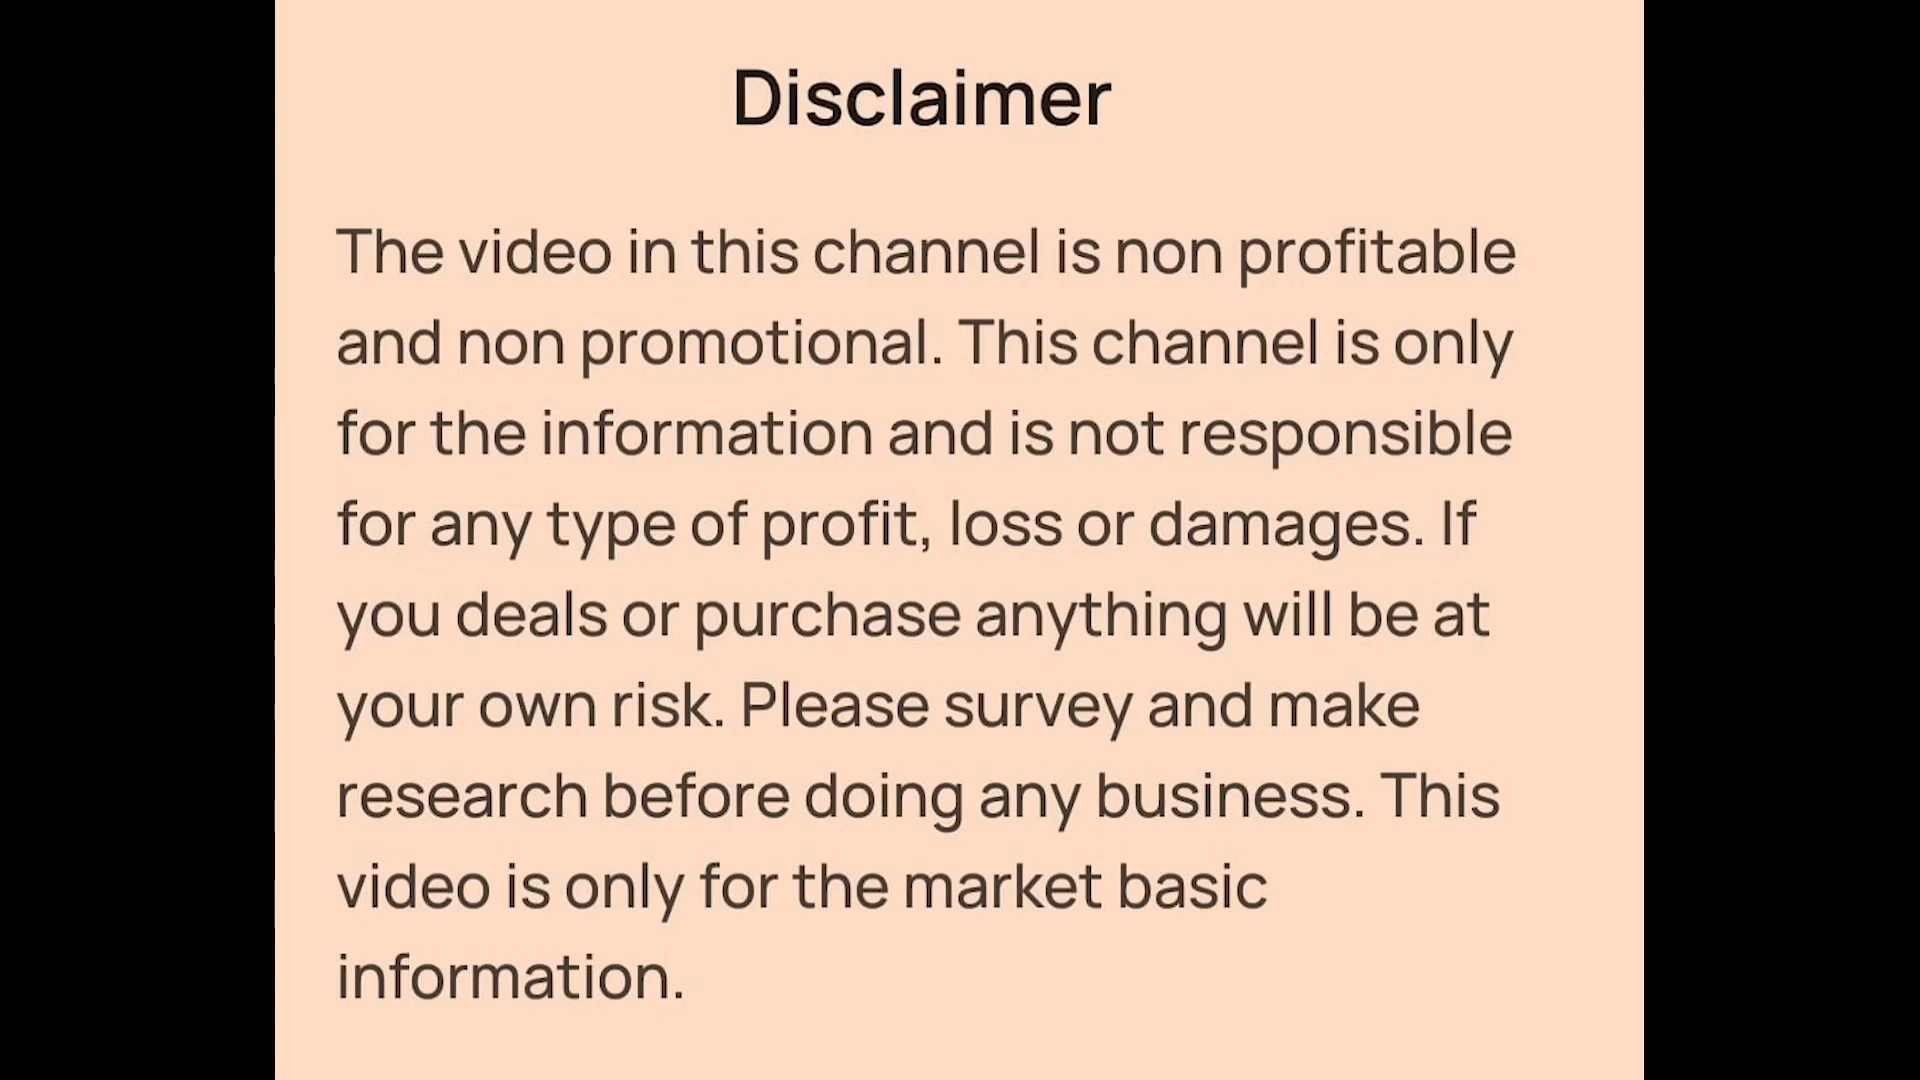 Disclaimer
The video in this channel is non profitable
and non promotional. This channel is only
for the information and is not responsible
for any type of profit, loss or damages. If
you deals or purchase anything will be at
your own risk. Please survey and make
research before doing any business. This
video is only for the market basic
information.